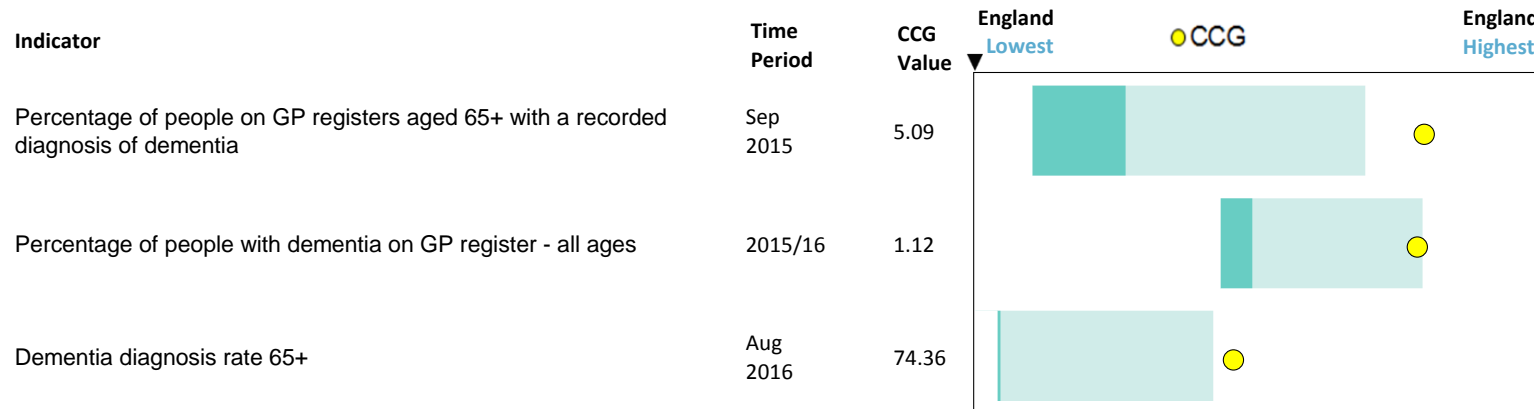 Indicator
Time Period
CCG Value
England Lowest
CCG
England Highest
Percentage of people on GP registers aged 65+ with a recorded
diagnosis of dementia
Sep
2015
5.09
Percentage of people with dementia on GP register - all ages
2015/16
1.12
Dementia diagnosis rate 65+
Aug
2016
74.36